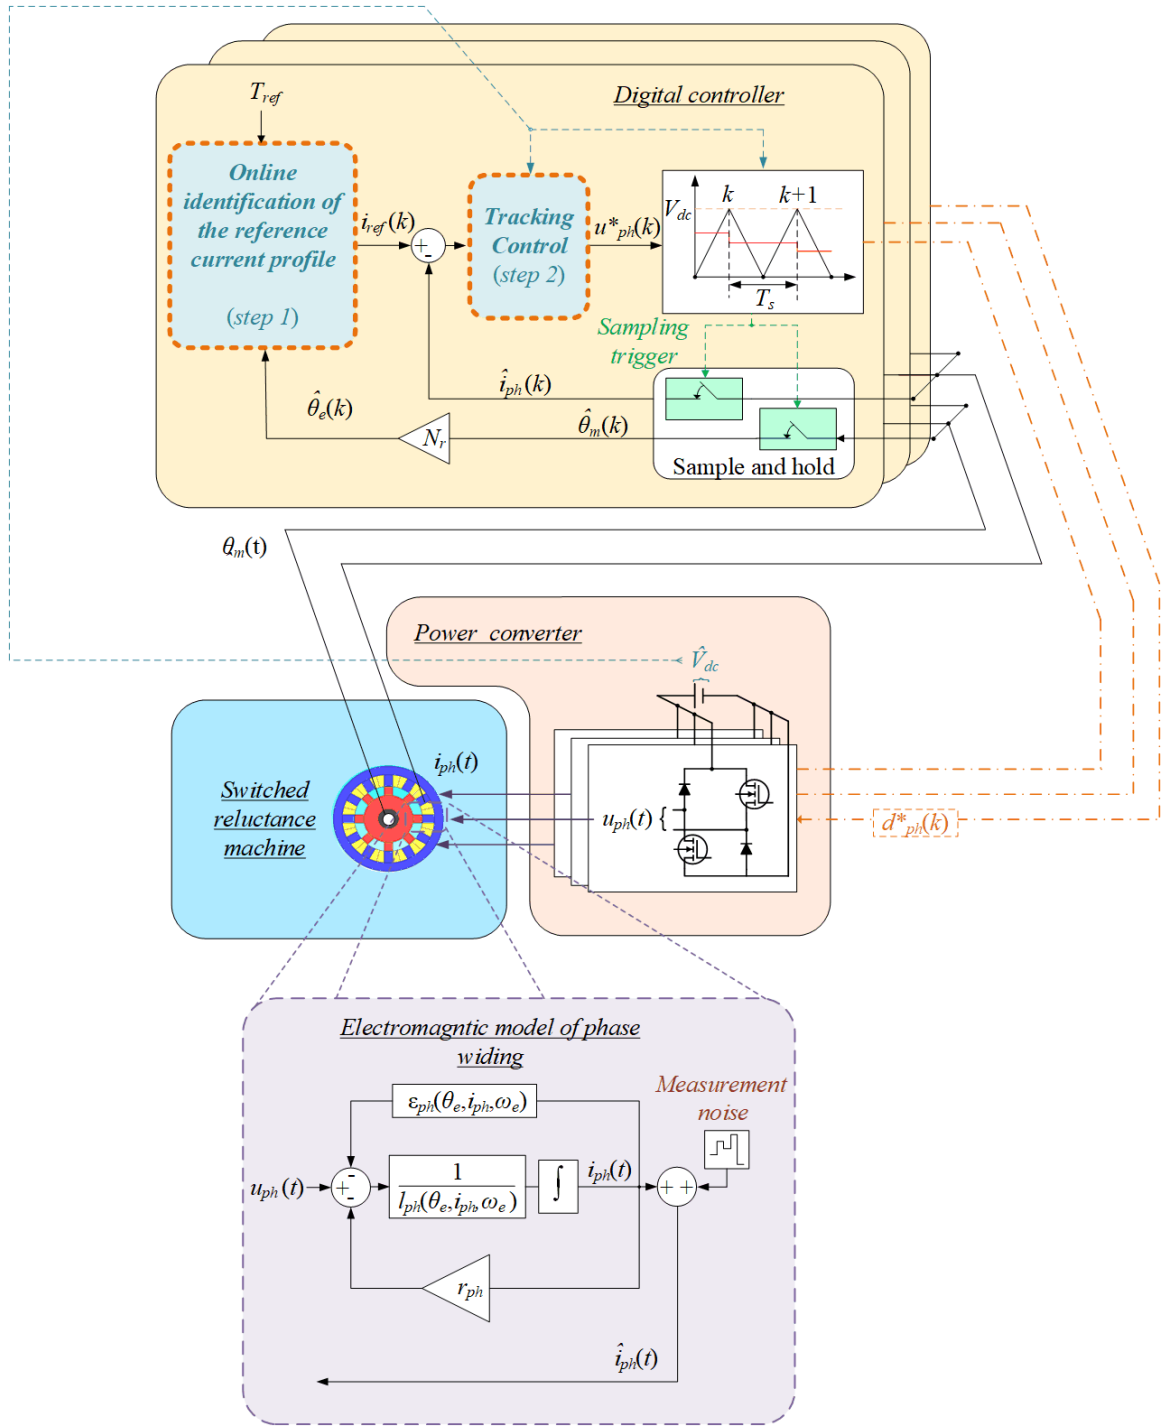 Digital controller
T_ref
Online
identification of
the reference
current profile
(step 1)
i_ref(k)
+
-
Tracking
Control
(step 2)
u*_ph(k)
V_dc
k
k+1
T_s
Sampling
trigger
î_ph(k)
θ̂_e(k)
N_r
θ̂_m(k)
Sample and hold
θ_m(t)
Power converter
V̂_dc
i_ph(t)
Switched
reluctance
machine
u_ph(t)
d*_ph(k)
Electromagntic model of phase
widing
Measurement
noise
ε_ph(θ_e,i_ph,ω_e)
-
u_ph(t)
+
-
1
l_ph(θ_e,i_ph,ω_e)
∫
i_ph(t)
+ +
r_ph
î_ph(t)